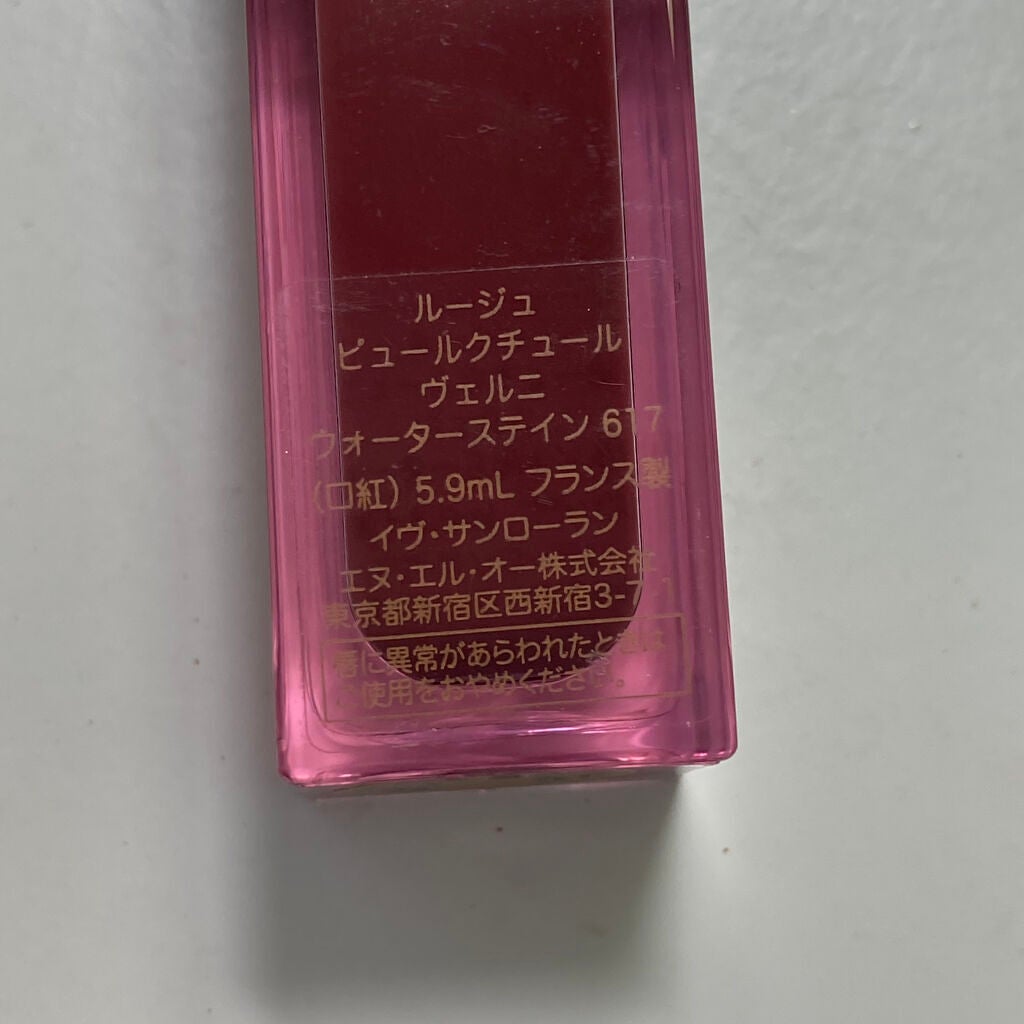 ルージュ
ピュールクチュール
ヴェルニ
ウォーターステイン 617
(口紅) 5.9mL フランス製
イヴ・サンローラン
エヌ・エル・オー株式会社
東京都新宿区西新宿3-7-1
唇に異常があらわれたときは
ご使用をおやめください。